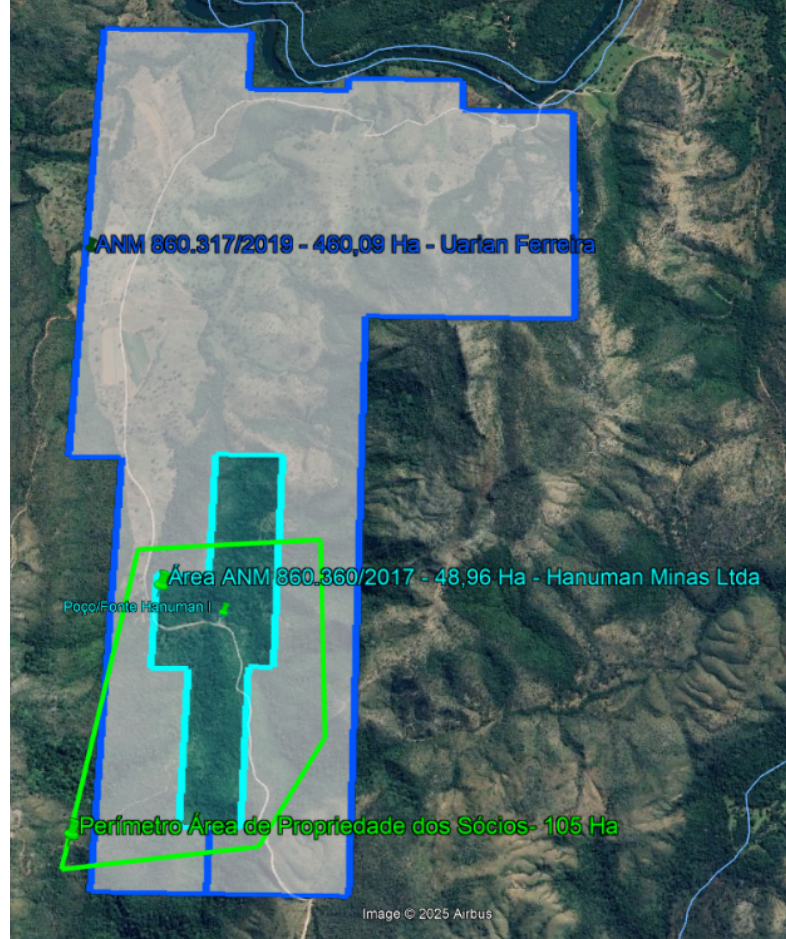 ANM 860.317/2019 - 460,09 Ha - Uarian Ferreira
Área ANM 860.360/2017 - 48,96 Ha - Hanuman Minas Ltda
Poço/Fonte Hanuman I
Perímetro Área de Propriedade dos Sócios- 105 Ha
Image © 2025 Airbus